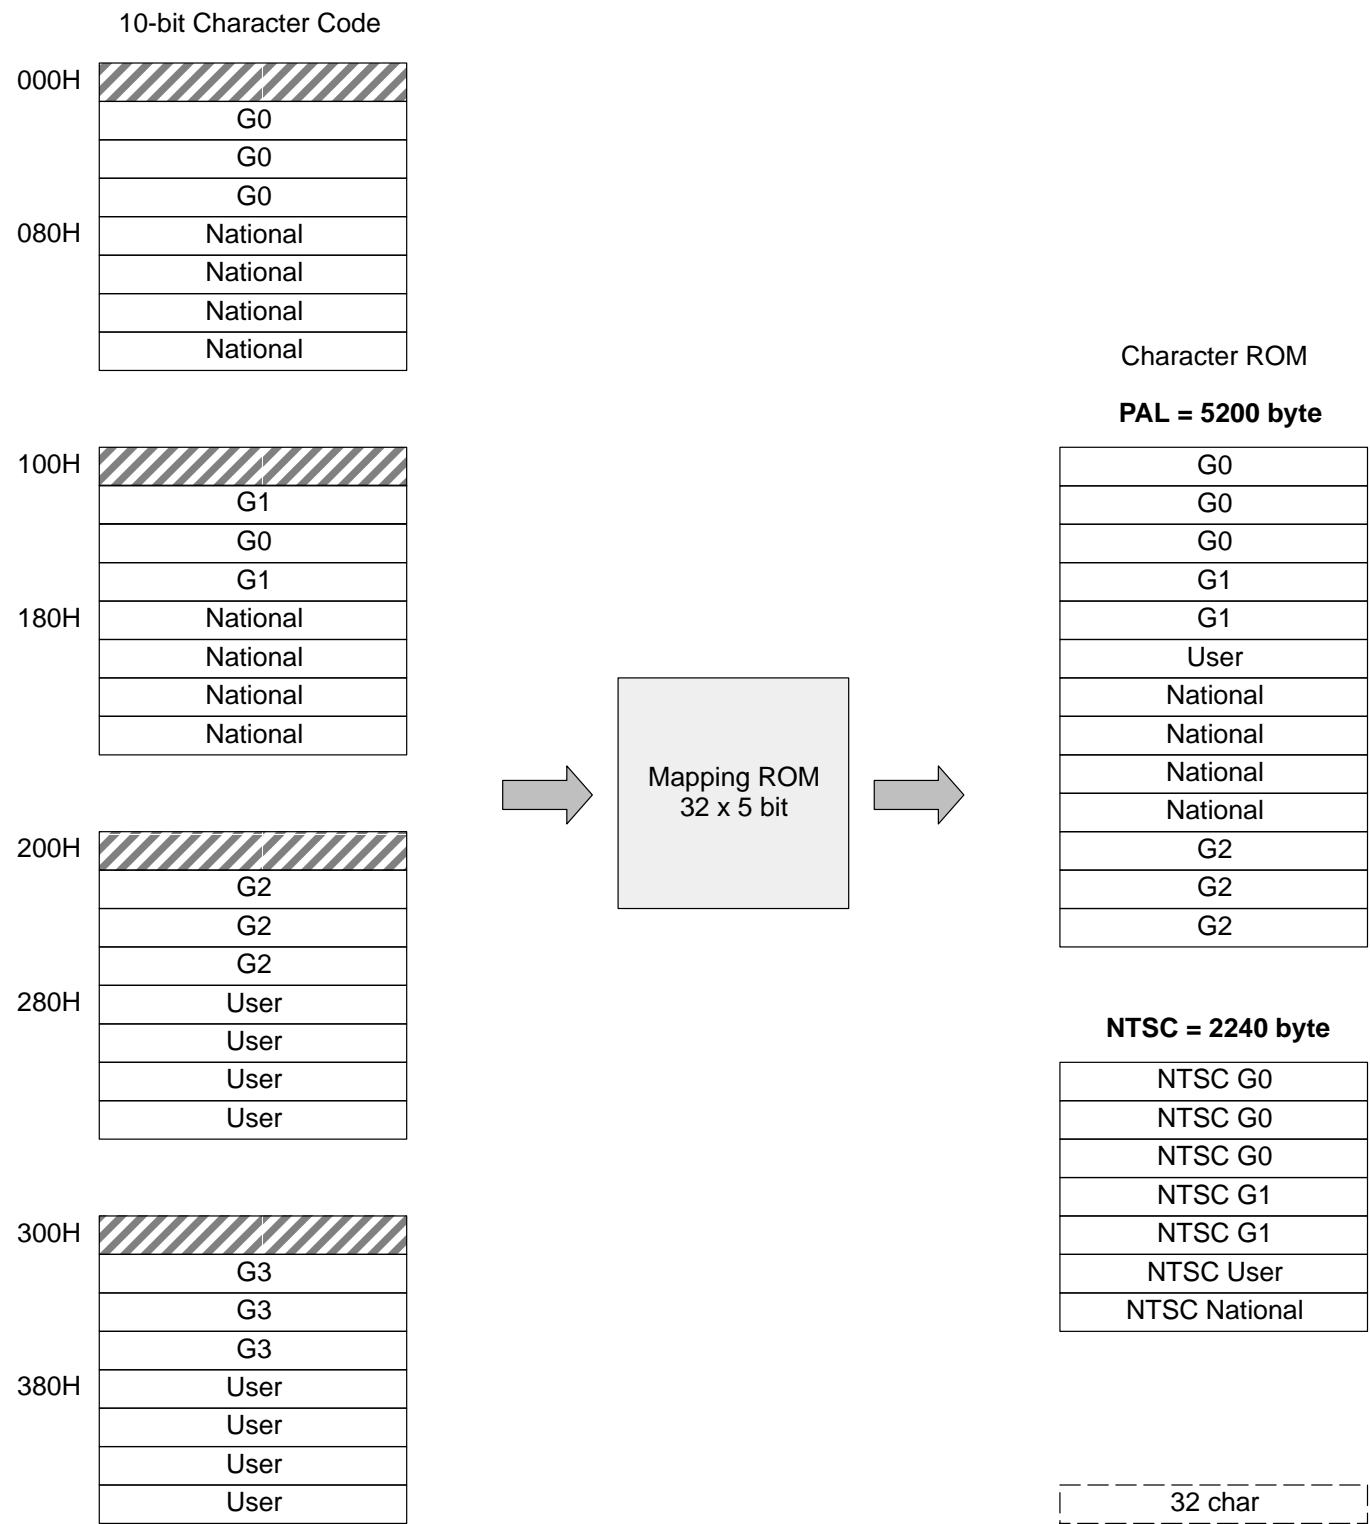 10-bit Character Code
000H
G0
G0
G0
080H
National
National
National
National
100H
G1
G0
G1
180H
National
National
National
National
200H
G2
G2
G2
280H
User
User
User
User
300H
G3
G3
G3
380H
User
User
User
User
Mapping ROM
32 x 5 bit
Character ROM
PAL = 5200 byte
G0
G0
G0
G1
G1
User
National
National
National
National
G2
G2
G2
NTSC = 2240 byte
NTSC G0
NTSC G0
NTSC G0
NTSC G1
NTSC G1
NTSC User
NTSC National
32 char